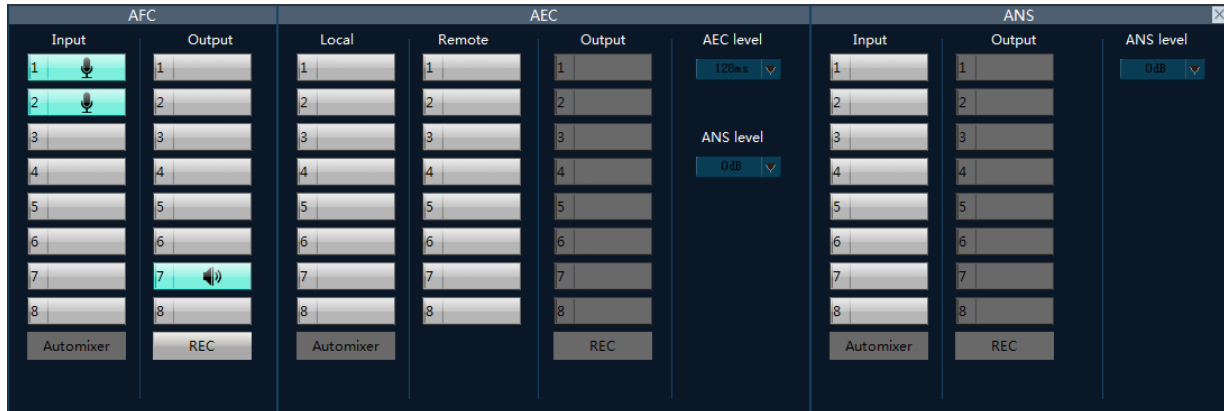 AFC AEC ANS
Input Output Local Remote Output AEC level Input Output ANS level
1 1 1 1 1 128ms 1 1 0dB
2 2 2 2 2 2 2
3 3 3 3 3 ANS level 3 3
4 4 4 4 4 0dB 4 4
5 5 5 5 5 5 5
6 6 6 6 6 6 6
7 7 7 7 7 7 7
8 8 8 8 8 8 8
Automixer REC Automixer REC Automixer REC